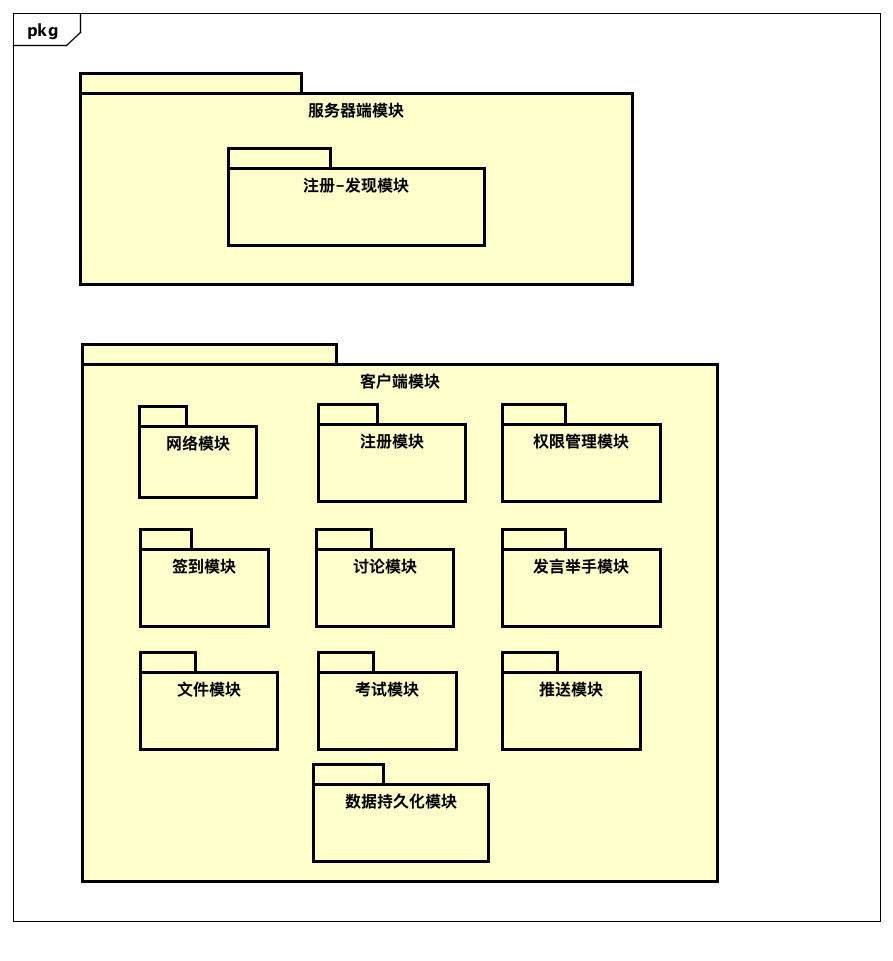 pkg
服务器端模块
注册-发现模块
客户端模块
网络模块
注册模块
权限管理模块
签到模块
讨论模块
发言举手模块
文件模块
考试模块
推送模块
数据持久化模块